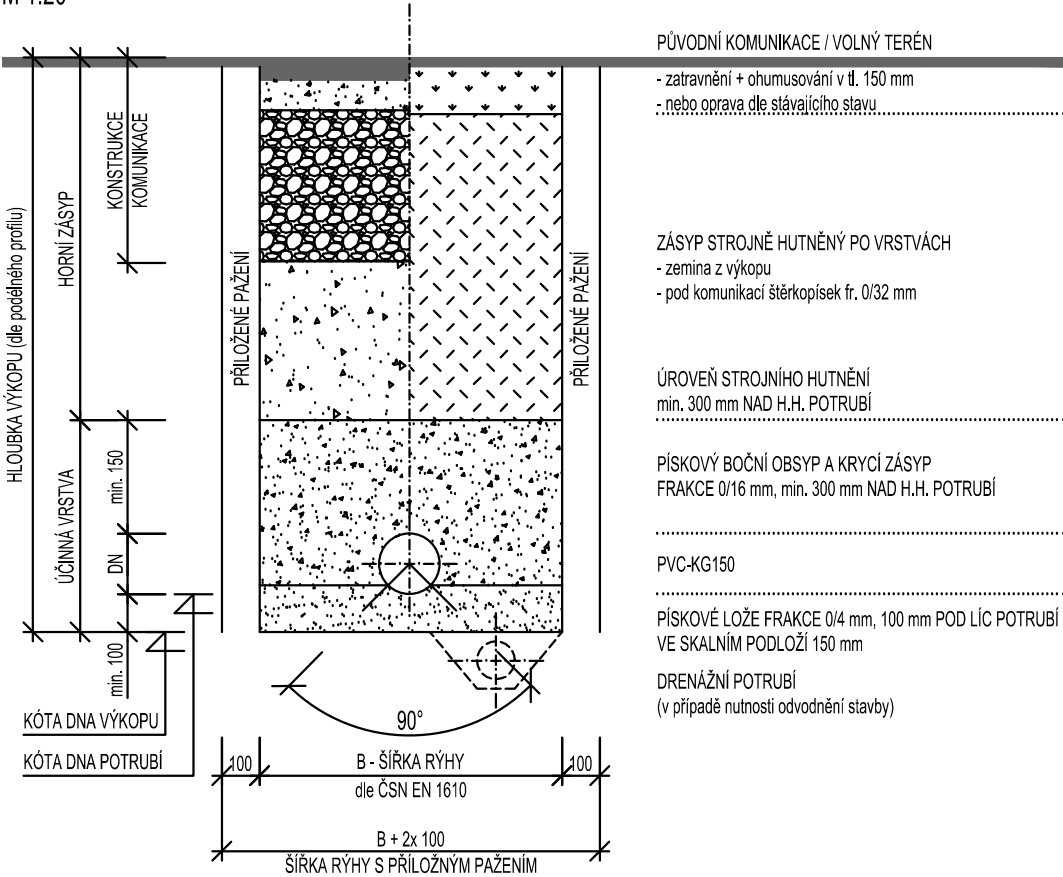 PŮVODNÍ KOMUNIKACE / VOLNÝ TERÉN
- zatravnění + ohumusování v tl. 150 mm
- nebo oprava dle stávajícího stavu
ZÁSYP STROJNĚ HUTNĚNÝ PO VRSTVÁCH
- zemina z výkopu
- pod komunikací štěrkopísek fr. 0/32 mm
ÚROVEŇ STROJNÍHO HUTNĚNÍ
min. 300 mm NAD H.H. POTRUBÍ
PÍSKOVÝ BOČNÍ OBSYP A KRYCÍ ZÁSYP
FRAKCE 0/16 mm, min. 300 mm NAD H.H. POTRUBÍ
PVC-KG150
PÍSKOVÉ LOŽE FRAKCE 0/4 mm, 100 mm POD LÍC POTRUBÍ
VE SKALNÍM PODLOŽÍ 150 mm
DRENÁŽNÍ POTRUBÍ
(v případě nutnosti odvodnění stavby)
HLOUBKA VÝKOPU (dle podélného profilu)
HORNÍ ZÁSYP
ÚČINNÁ VRSTVA
KONSTRUKCE
KOMUNIKACE
min. 150
DN
min. 100
PŘILOŽENÉ PAŽENÍ
PŘILOŽENÉ PAŽENÍ
KÓTA DNA VÝKOPU
KÓTA DNA POTRUBÍ
90°
100
B - ŠÍŘKA RÝHY
100
dle ČSN EN 1610
B + 2x 100
ŠÍŘKA RÝHY S PŘÍLOŽNÝM PAŽENÍM